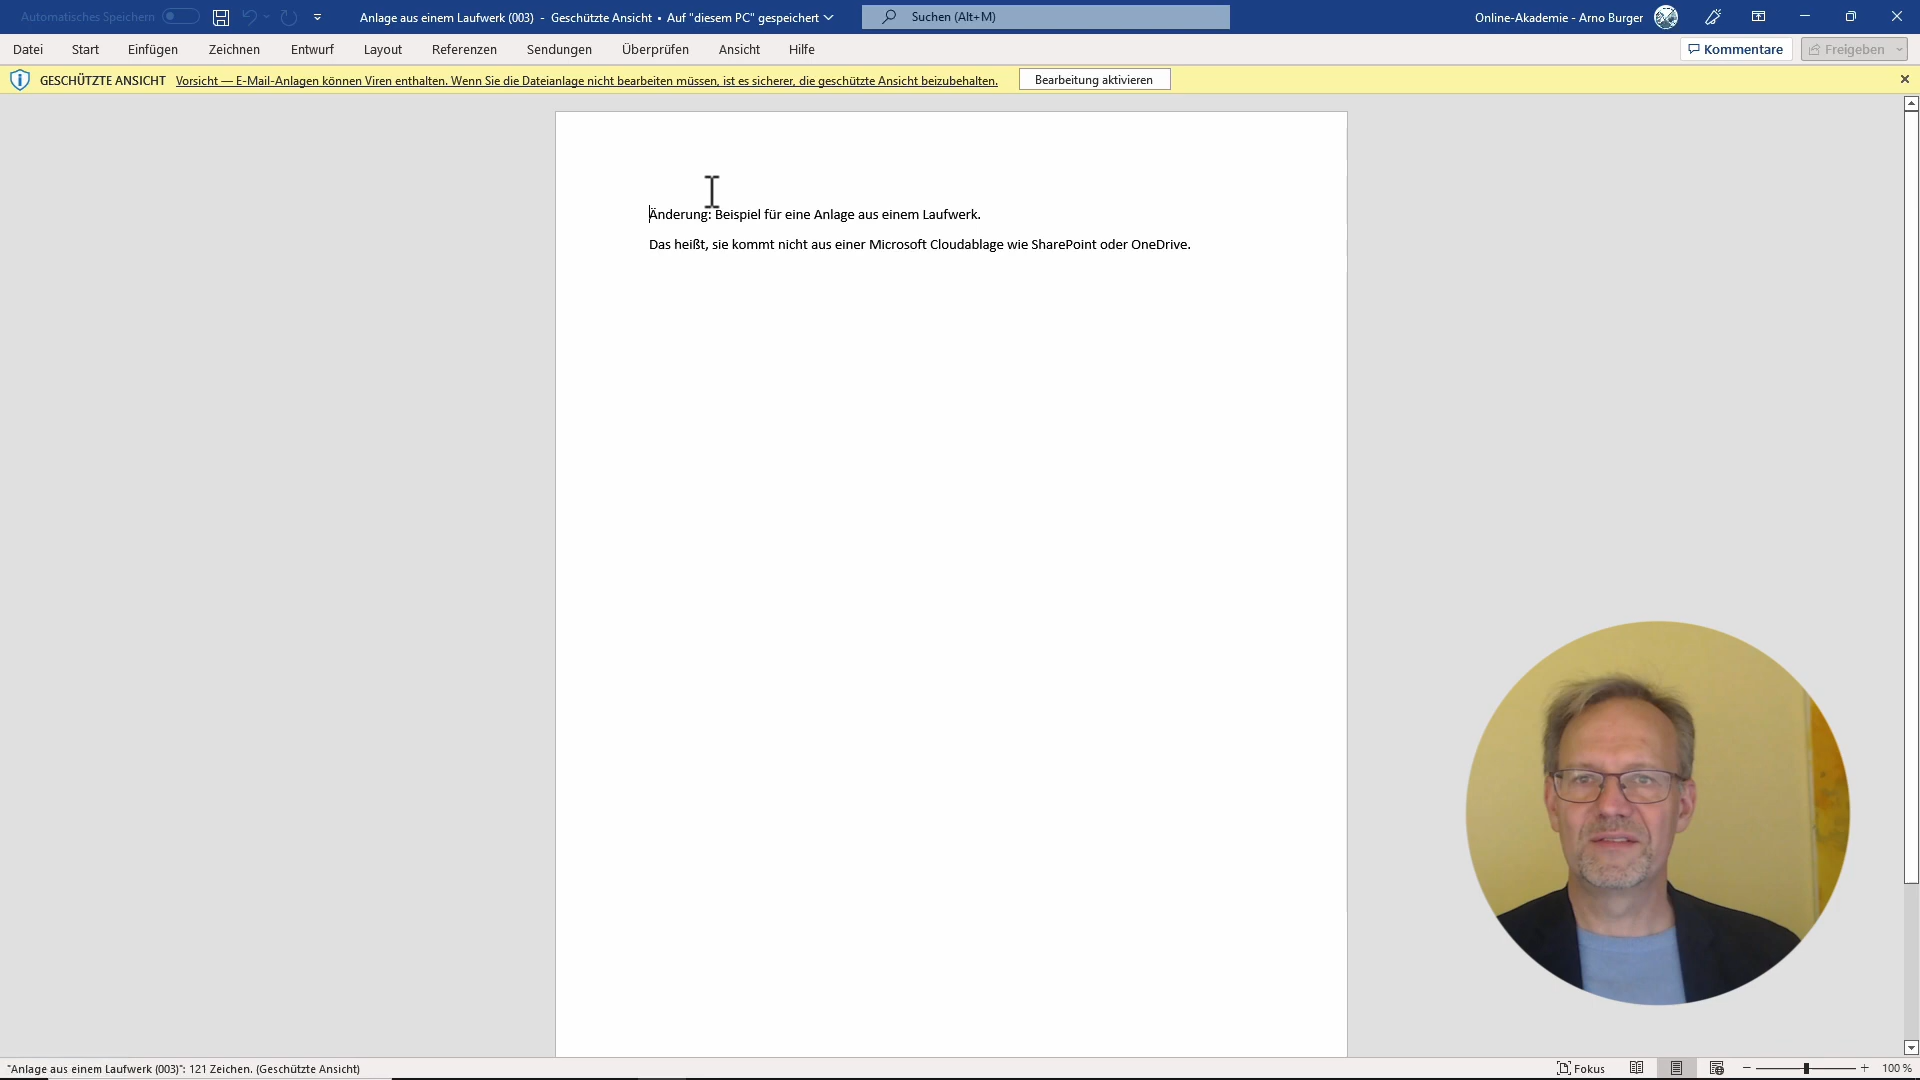 Automatisches Speichern
Anlage aus einem Laufwerk (003) - Geschützte Ansicht • Auf "diesem PC" gespeichert
Suchen (Alt+M)
Online-Akademie - Arno Burger
Datei Start Einfügen Zeichnen Entwurf Layout Referenzen Sendungen Überprüfen Ansicht Hilfe
Kommentare
Freigeben
GESCHÜTZTE ANSICHT Vorsicht — E-Mail-Anlagen können Viren enthalten. Wenn Sie die Dateianlage nicht bearbeiten müssen, ist es sicherer, die geschützte Ansicht beizubehalten.
Bearbeitung aktivieren
Änderung: Beispiel für eine Anlage aus einem Laufwerk.
Das heißt, sie kommt nicht aus einer Microsoft Cloudablage wie SharePoint oder OneDrive.
"Anlage aus einem Laufwerk (003)": 121 Zeichen. (Geschützte Ansicht)
Fokus
100 %